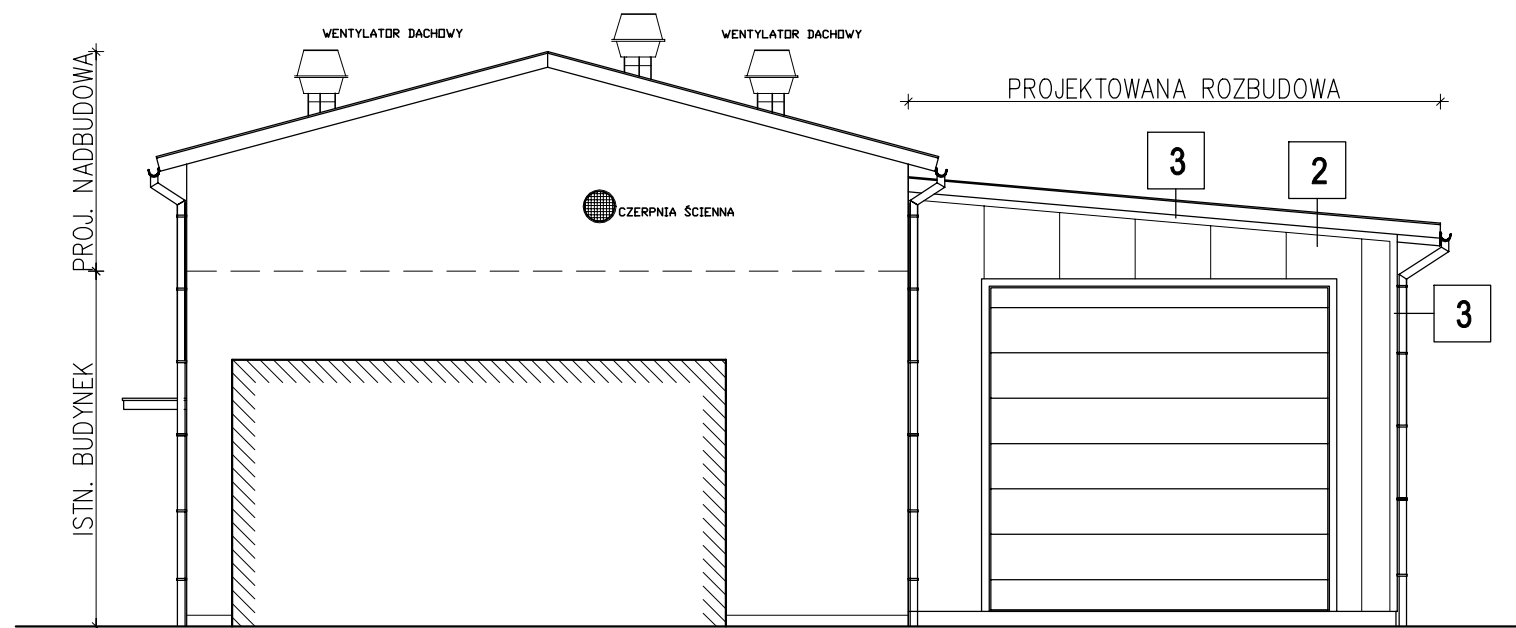 WENTYLATOR DACHOWY
WENTYLATOR DACHOWY
PROJ. NADBUDOWA
PROJEKTOWANA ROZBUDOWA
3
2
CZERPNIA ŚCIENNA
3
ISTN. BUDYNEK